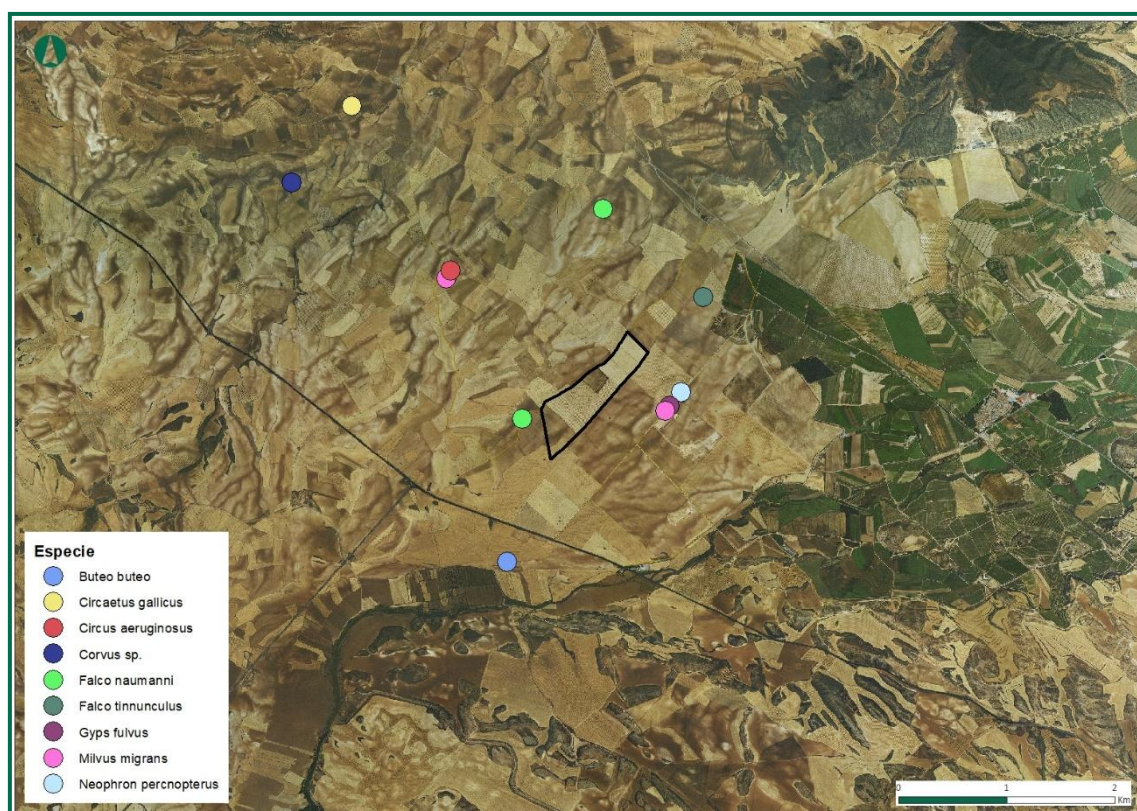 Especie
Buteo buteo
Circaetus gallicus
Circus aeruginosus
Corvus sp.
Falco naumanni
Falco tinnunculus
Gyps fulvus
Milvus migrans
Neophron percnopterus
0 1 2
Km